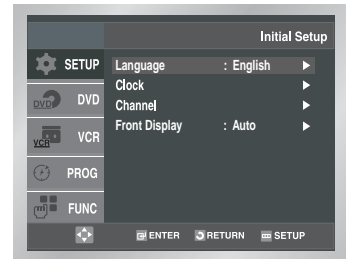 Initial Setup
SETUP
DVD DVD
VCR VCR
PROG
FUNC
Language : English ►
Clock ►
Channel ►
Front Display : Auto ►
ENTER RETURN SETUP